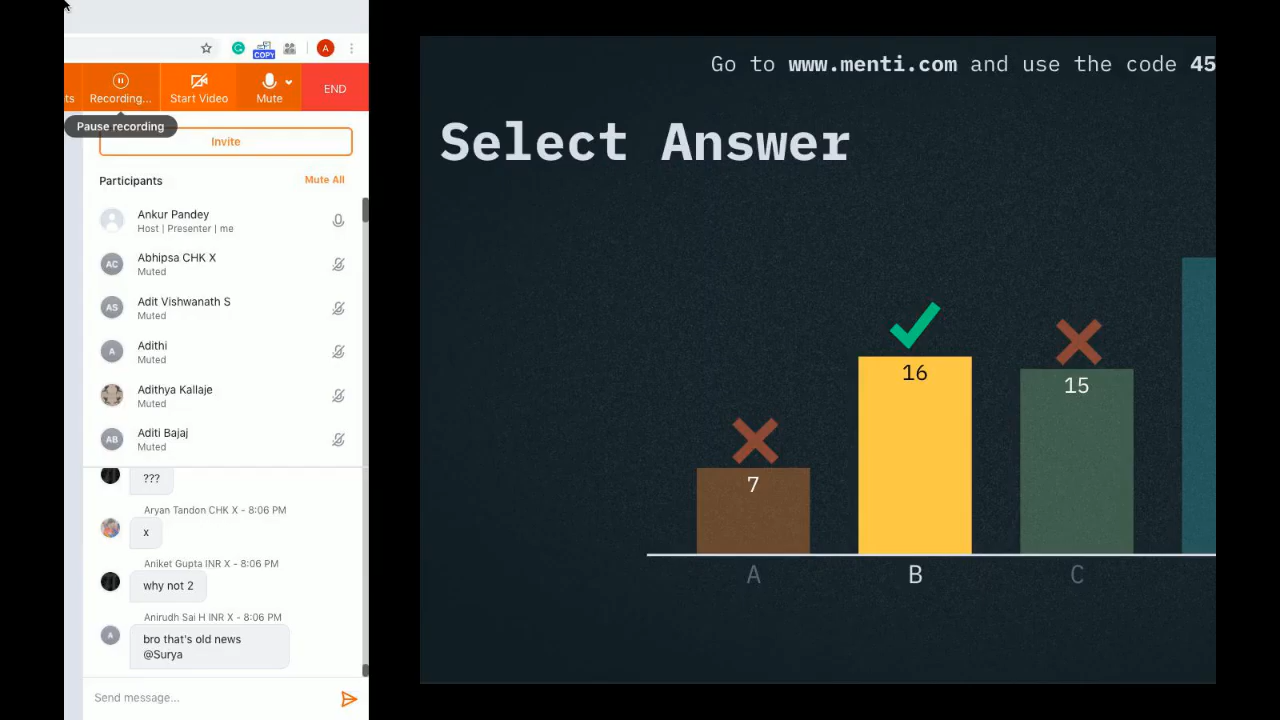 COPY
A
ts
Recording...
Start Video
Mute
END
Pause recording
Invite
Participants
Mute All
Ankur Pandey
Host | Presenter | me
AC
Abhipsa CHK X
Muted
AS
Adit Vishwanath S
Muted
A
Adithi
Muted
Adithya Kallaje
Muted
AB
Aditi Bajaj
Muted
???
Aryan Tandon CHK X - 8:06 PM
x
Aniket Gupta INR X - 8:06 PM
why not 2
Anirudh Sai H INR X - 8:06 PM
A
bro that's old news
@Surya
Send message...
Go to www.menti.com and use the code 45
Select Answer
7
16
15
A
B
C